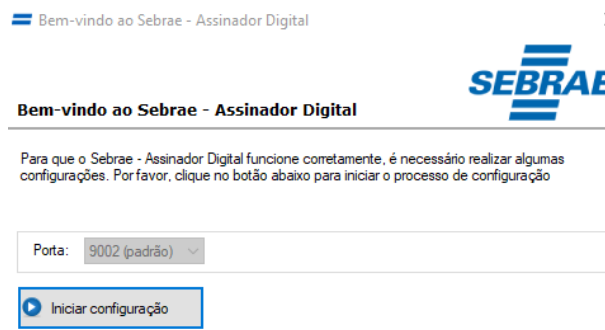 Bem-vindo ao Sebrae - Assinador Digital
SEBRAE
Bem-vindo ao Sebrae - Assinador Digital
Para que o Sebrae - Assinador Digital funcione corretamente, é necessário realizar algumas
configurações. Por favor, clique no botão abaixo para iniciar o processo de configuração
Porta: 9002 (padrão)
Iniciar configuração